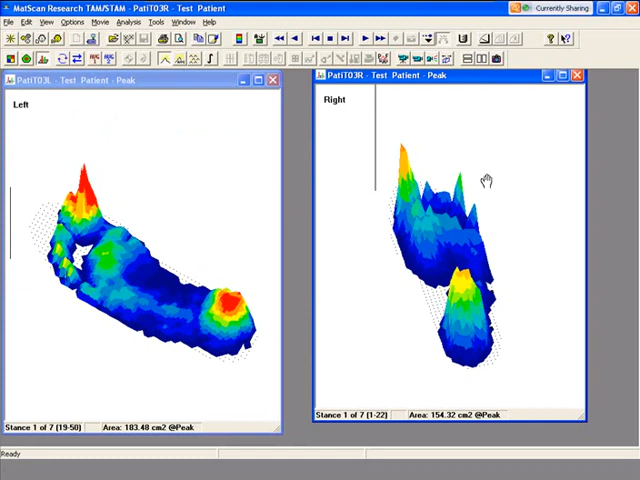 MatScan Research TAM/STAM - PatiT03R - Test Patient
Currently Sharing
File Edit View Options Movie Analysis Tools Window Help
PatiT03L - Test Patient - Peak
Left
Stance 1 of 7 (19-50) Area: 183.48 cm2 @Peak
PatiT03R - Test Patient - Peak
Right
Stance 1 of 7 (1-22) Area: 154.32 cm2 @Peak
Ready